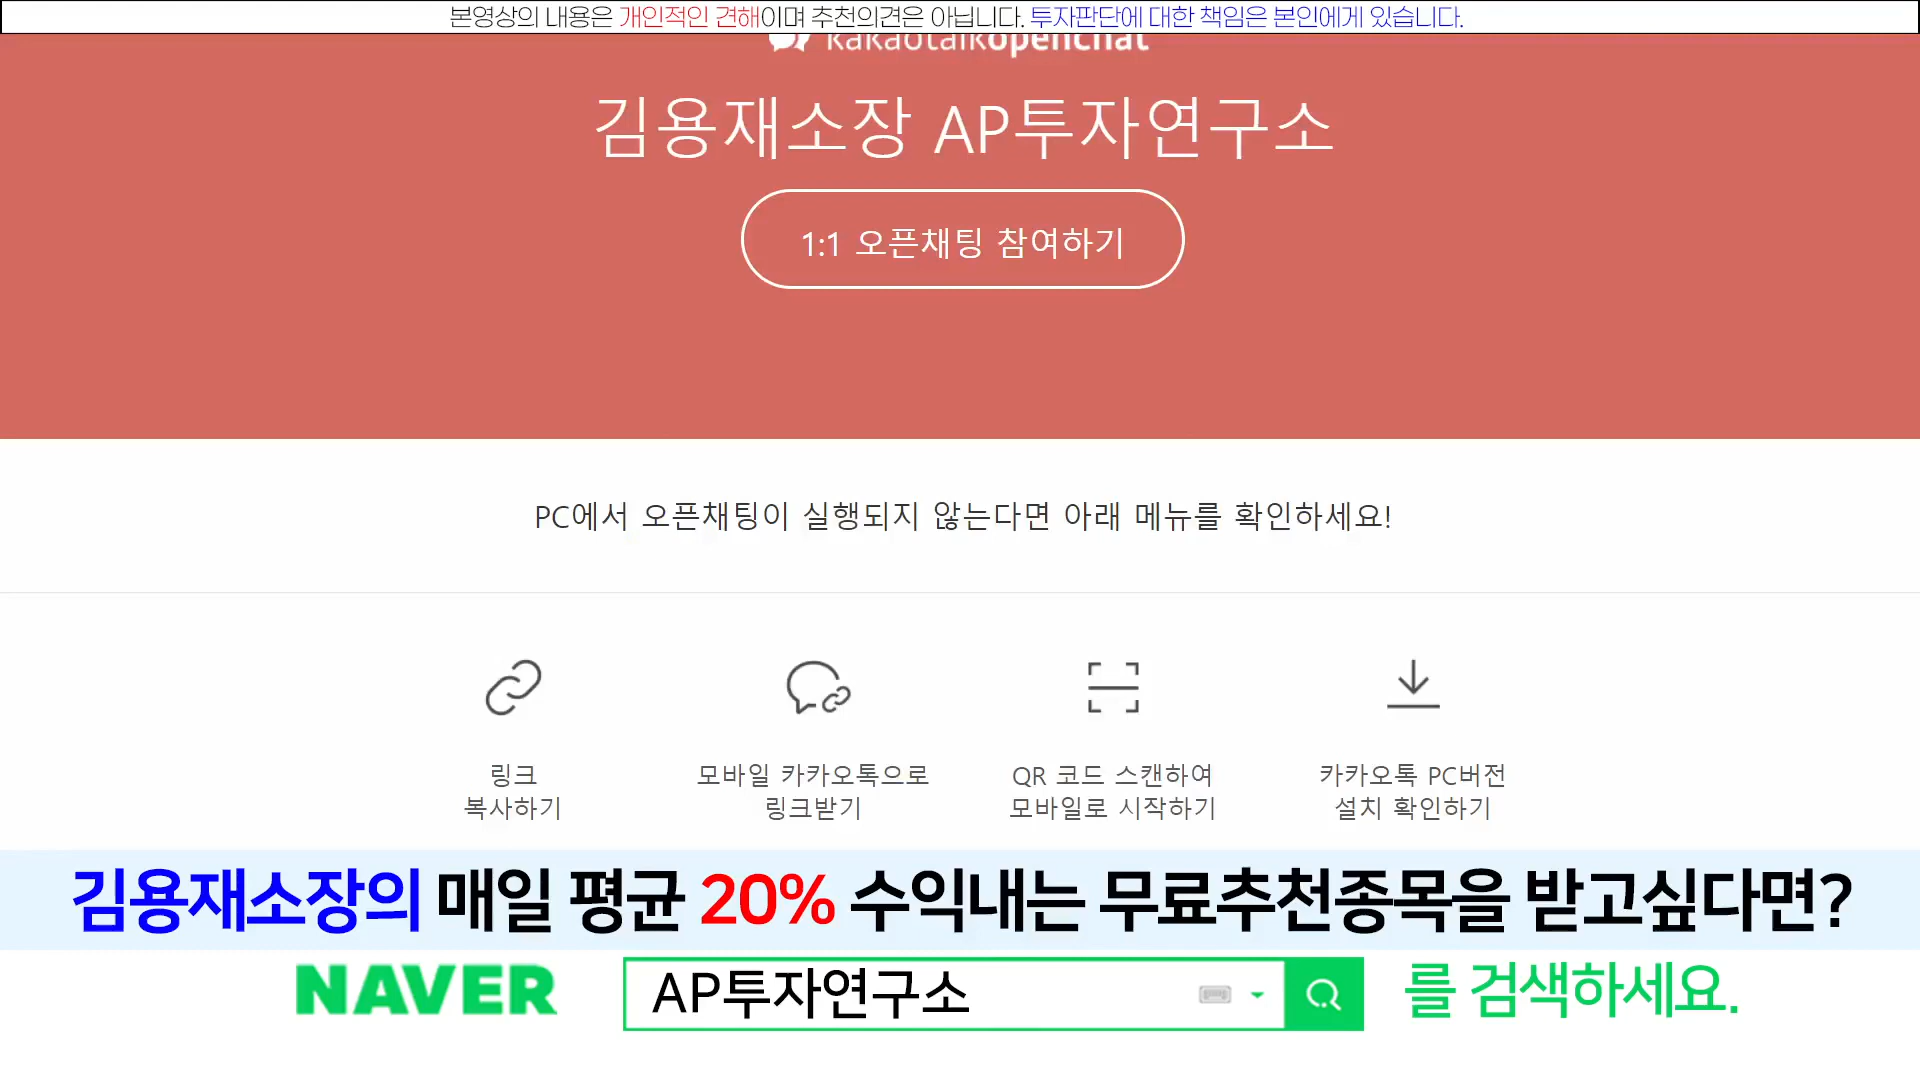 본영상의 내용은 개인적인 견해이며 추천의견은 아닙니다. 투자판단에 대한 책임은 본인에게 있습니다.
kakaotalkopenchat
김용재소장 AP투자연구소
1:1 오픈채팅 참여하기
PC에서 오픈채팅이 실행되지 않는다면 아래 메뉴를 확인하세요!
링크
복사하기
모바일 카카오톡으로
링크받기
QR 코드 스캔하여
모바일로 시작하기
카카오톡 PC버전
설치 확인하기
김용재소장의 매일 평균 20% 수익내는 무료추천종목을 받고싶다면?
NAVER AP투자연구소 를 검색하세요.